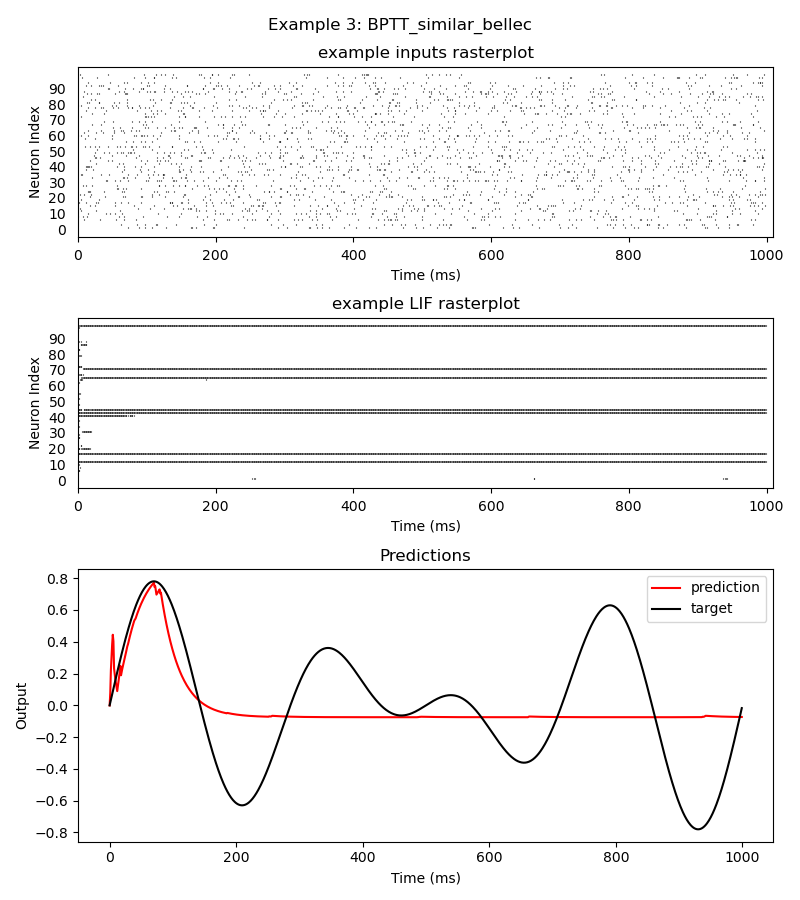 Example 3: BPTT_similar_bellec
example inputs rasterplot
Neuron Index
90
80
70
60
50
40
30
20
10
0
0 200 400 600 800 1000
Time (ms)
example LIF rasterplot
Neuron Index
90
80
70
60
50
40
30
20
10
0
0 200 400 600 800 1000
Time (ms)
Predictions
Output
0.8
0.6
0.4
0.2
0.0
−0.2
−0.4
−0.6
−0.8
prediction
target
0 200 400 600 800 1000
Time (ms)